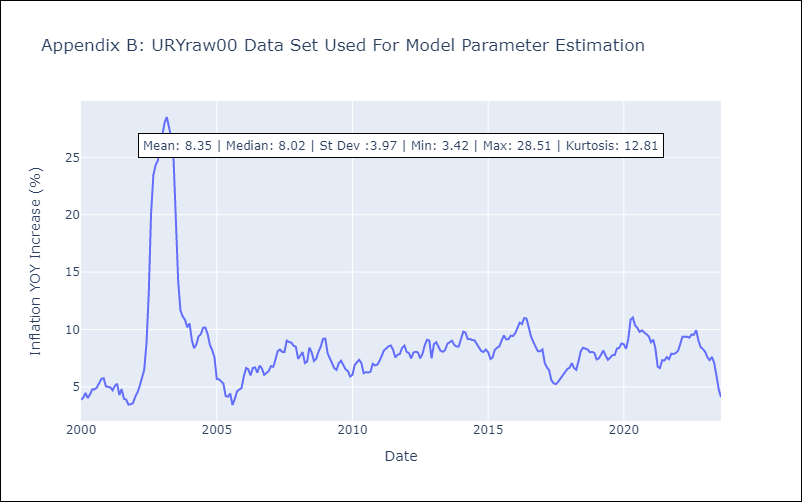 Appendix B: URYraw00 Data Set Used For Model Parameter Estimation
Mean: 8.35 | Median: 8.02 | St Dev :3.97 | Min: 3.42 | Max: 28.51 | Kurtosis: 12.81
Inflation YOY Increase (%)
25
20
15
10
5
2000
2005
2010
2015
2020
Date